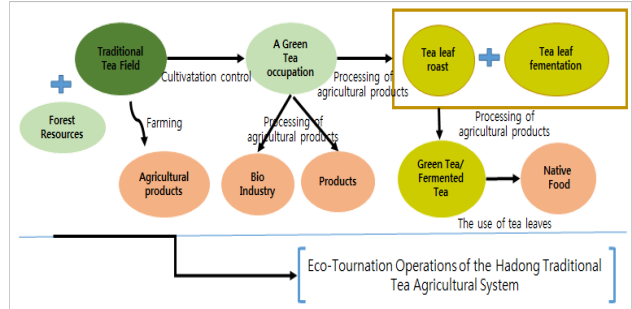 Traditional
Tea Field
A Green
Tea
occupation
Tea leaf
roast
Tea leaf
fementation
Cultivatation control
Processing of
agricultural products
Forest
Resources
Farming
Processing of
agricultural products
Processing of
agricultural products
Agricultural
products
Bio
Industry
Products
Green Tea/
Fermented
Tea
Native
Food
The use of tea leaves
Eco-Tournation Operations of the Hadong Traditional
Tea Agricultural System